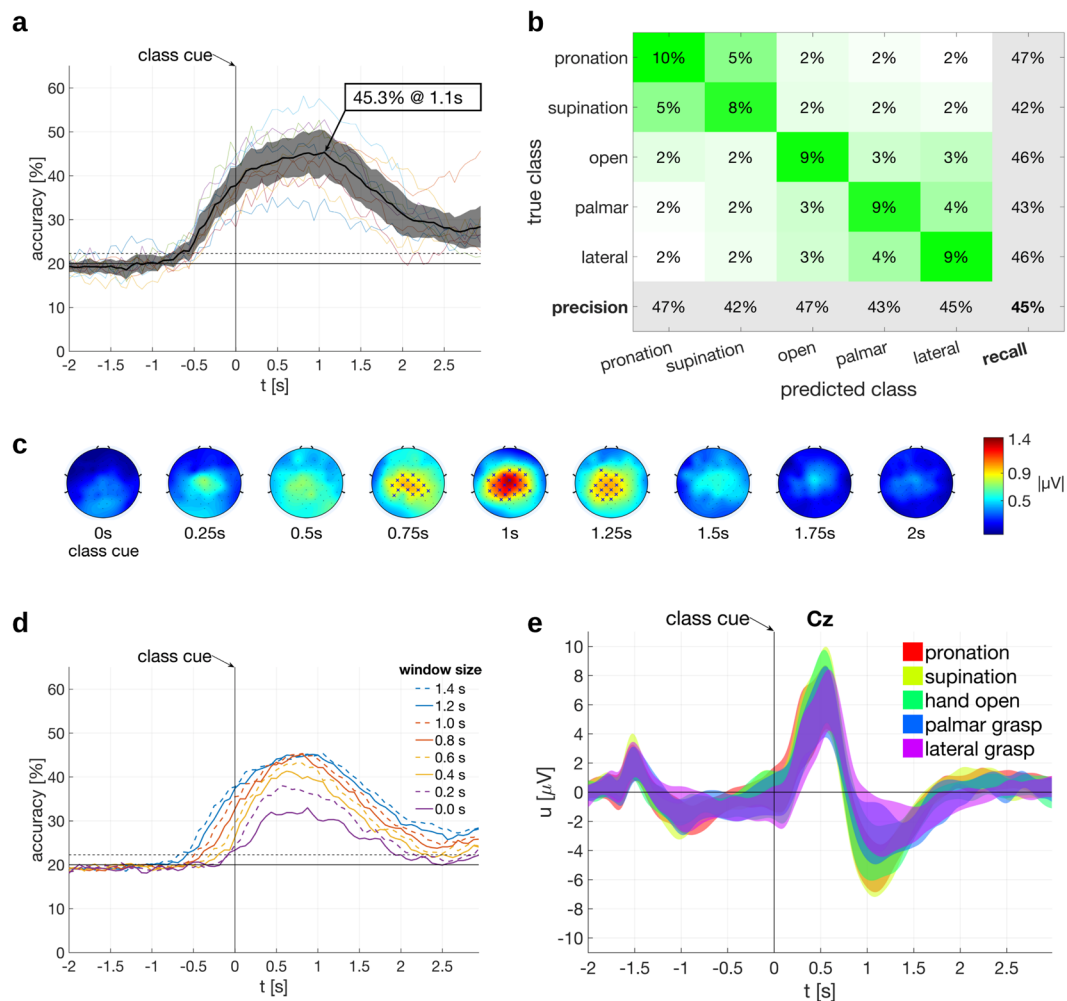 a
class cue
45.3% @ 1.1s
60
50
40
30
20
10
0
accuracy [%]
-2 -1.5 -1 -0.5 0 0.5 1 1.5 2 2.5
t [s]
b
true class
pronation 10% 5% 2% 2% 2% 47%
supination 5% 8% 2% 2% 2% 42%
open 2% 2% 9% 3% 3% 46%
palmar 2% 2% 3% 9% 4% 43%
lateral 2% 2% 3% 4% 9% 46%
precision 47% 42% 47% 43% 45% 45%
pronation supination open palmar lateral recall
predicted class
c
0s 0.25s 0.5s 0.75s 1s 1.25s 1.5s 1.75s 2s
class cue
1.4
0.9
0.5
|µV|
d
class cue
window size
1.4 s
1.2 s
1.0 s
0.8 s
0.6 s
0.4 s
0.2 s
0.0 s
60
50
40
30
20
10
0
accuracy [%]
-2 -1.5 -1 -0.5 0 0.5 1 1.5 2 2.5
t [s]
e
class cue
Cz
pronation
supination
hand open
palmar grasp
lateral grasp
10
8
6
4
2
0
-2
-4
-6
-8
-10
u [µV]
-2 -1.5 -1 -0.5 0 0.5 1 1.5 2 2.5
t [s]